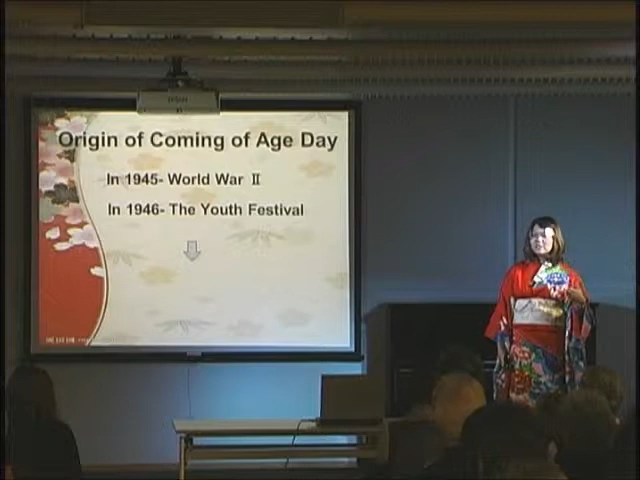 Origin of Coming of Age Day
In 1945- World War Ⅱ
In 1946- The Youth Festival